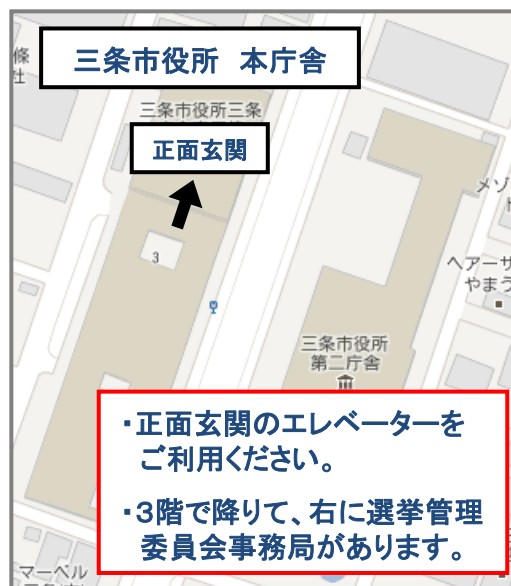 條
社
三条市役所 本庁舎
三条市役所三条
正面玄関
3
メゾ
ヘアーサ
やまう
三条市役所
第二庁舎
・正面玄関のエレベーターを
ご利用ください。
・3階で降りて、右に選挙管理
委員会事務局があります。
マーベル